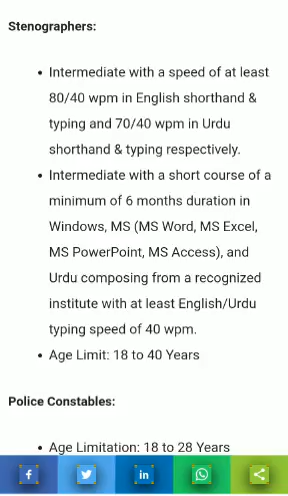 Stenographers:
• Intermediate with a speed of at least
80/40 wpm in English shorthand &
typing and 70/40 wpm in Urdu
shorthand & typing respectively.
• Intermediate with a short course of a
minimum of 6 months duration in
Windows, MS (MS Word, MS Excel,
MS PowerPoint, MS Access), and
Urdu composing from a recognized
institute with at least English/Urdu
typing speed of 40 wpm.
• Age Limit: 18 to 40 Years
Police Constables:
• Age Limitation: 18 to 28 Years